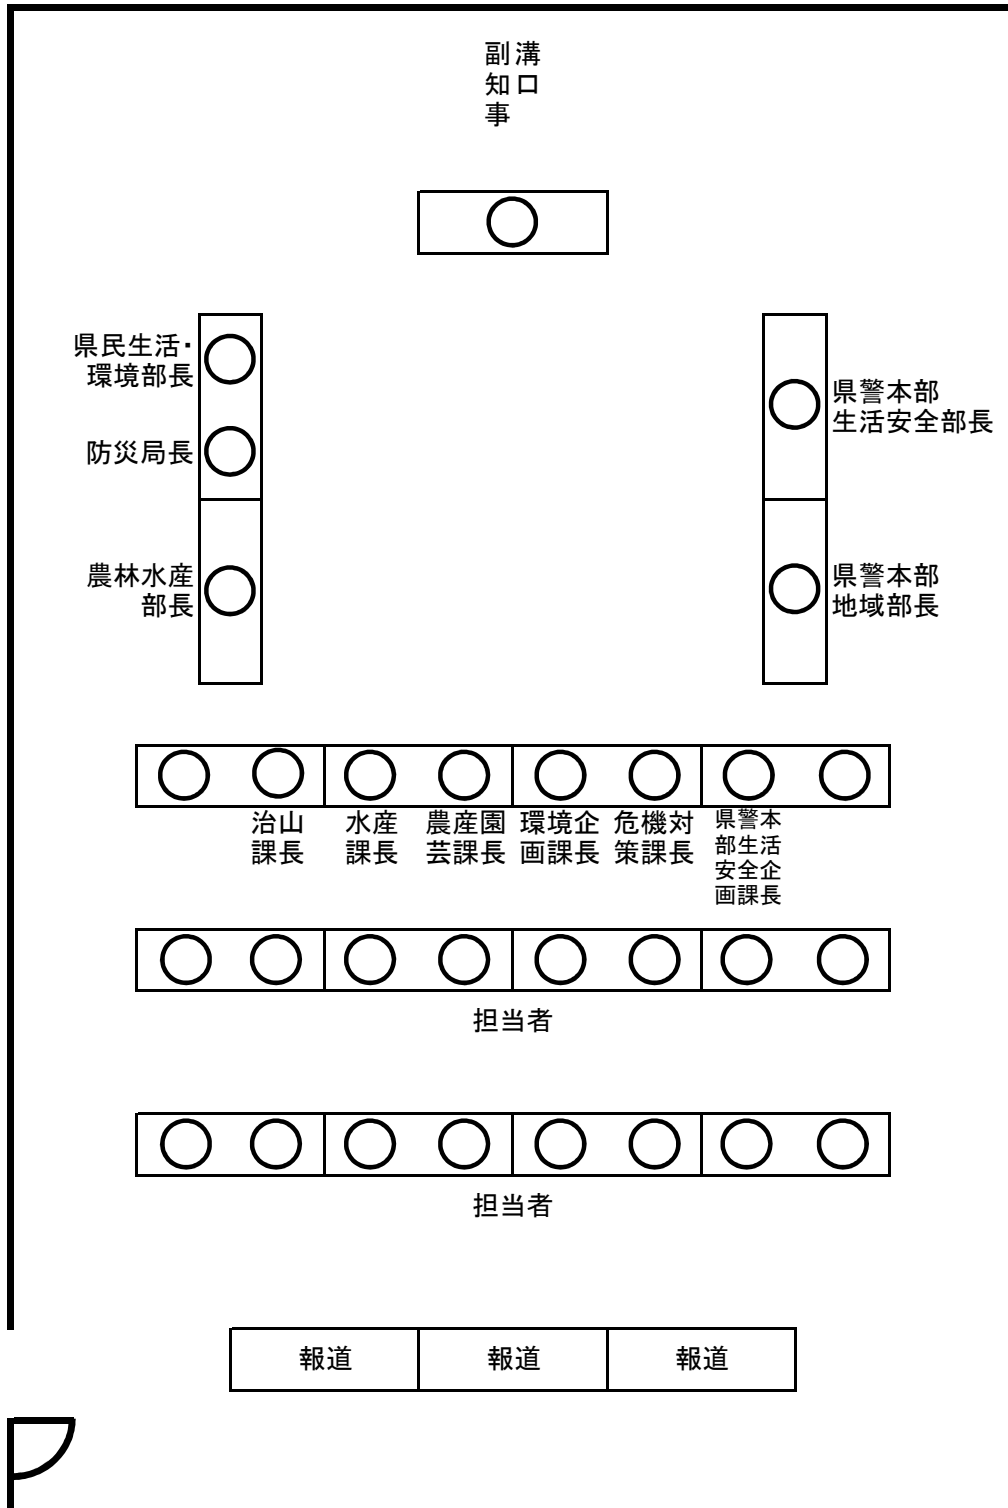 溝口
副知事
県民生活・
環境部長
防災局長
農林水産
部長
県警本部
生活安全部長
県警本部
地域部長
治山
課長
水産
課長
農産園
芸課長
環境企
画課長
危機対
策課長
県警本
部生活
安全企
画課長
担当者
担当者
報道
報道
報道